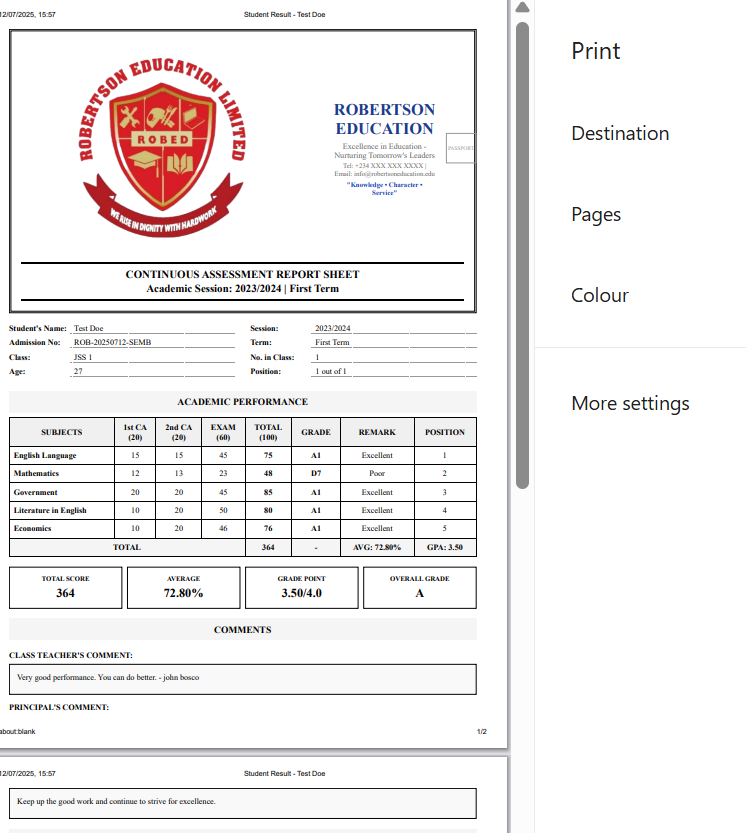 12/07/2025, 15:57 Student Result - Test Doe
ROBERTSON EDUCATION LIMITED
ROBED
WE RISE IN DIGNITY WITH HARDWORK
ROBERTSON
EDUCATION
Excellence in Education -
Nurturing Tomorrow's Leaders
Tel: +234 XXX XXX XXXX |
Email: info@robertsoneducation.edu
"Knowledge • Character •
Service"
PASSPORT
CONTINUOUS ASSESSMENT REPORT SHEET
Academic Session: 2023/2024 | First Term
Student's Name: Test Doe Session: 2023/2024
Admission No: ROB-20250712-SEMB Term: First Term
Class: JSS 1 No. in Class: 1
Age: 27 Position: 1 out of 1
ACADEMIC PERFORMANCE
SUBJECTS 1st CA (20) 2nd CA (20) EXAM (60) TOTAL (100) GRADE REMARK POSITION
English Language 15 15 45 75 A1 Excellent 1
Mathematics 12 13 23 48 D7 Poor 2
Government 20 20 45 85 A1 Excellent 3
Literature in English 10 20 50 80 A1 Excellent 4
Economics 10 20 46 76 A1 Excellent 5
TOTAL 364 - AVG: 72.80% GPA: 3.50
TOTAL SCORE AVERAGE GRADE POINT OVERALL GRADE
364 72.80% 3.50/4.0 A
COMMENTS
CLASS TEACHER'S COMMENT:
Very good performance. You can do better. - john bosco
PRINCIPAL'S COMMENT:
about:blank 1/2
12/07/2025, 15:57 Student Result - Test Doe
Keep up the good work and continue to strive for excellence.
Print
Destination
Pages
Colour
More settings